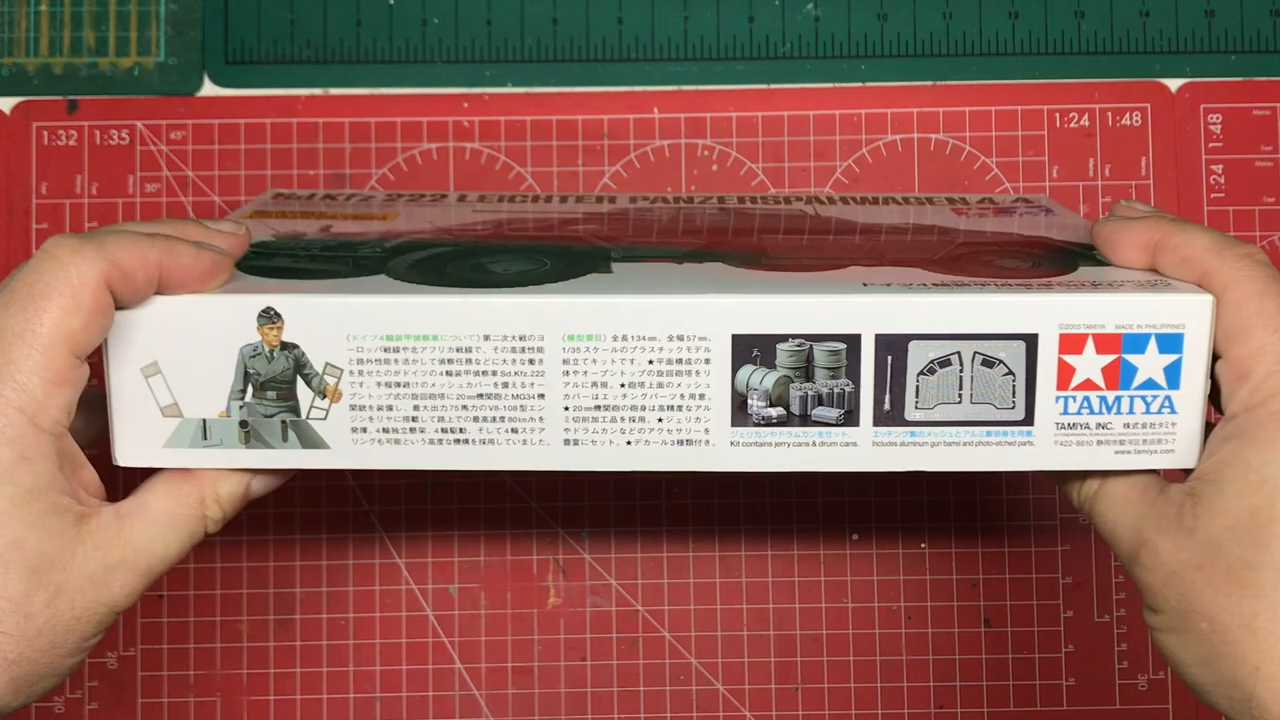 10
11
12
13
14
15
16
1:32
1:35
45°
30°
1:24
1:48
1:48
1:24
Sd.Kfz.222 LEICHTER PANZERSPÄHWAGEN 4/4
©2003 TAMIYA MADE IN PHILIPPINES
《ドイツ4輪装甲偵察車について》第二次大戦のヨ
ーロッパ戦線や北アフリカ戦線で、その高速性能
と路外性能を活かして偵察任務などに大きな働き
を見せたのがドイツの4輪装甲偵察車Sd.Kfz.222
です。手榴弾避けのメッシュカバーを備えるオー
プントップ式の旋回砲塔に20mm機関砲とMG34機
関銃を装備し、最大出力75馬力のV8-108型エン
ジンをリヤに搭載して路上での最高速度80km/hを
発揮。4輪独立懸架、4輪駆動、そして4輪ステア
リングも可能という高度な機構を採用していました。
《模型要目》全長134mm、全幅57mm。
1/35スケールのプラスチックモデル
組立てキットです。★平面構成の車
体やオープントップの旋回砲塔をリ
アルに再現。★砲塔上面のメッシュ
カバーはエッチングパーツを用意。
★20mm機関砲の砲身は高精度なアル
ミ切削加工品を採用。★ジェリカン
やドラムカンなどのアクセサリーを
豊富にセット。★デカール3種類付き。
ジェリカンやドラムカンをセット。
Kit contains jerry cans & drum cans.
エッチング製のメッシュとアルミ製砲身を用意。
Includes aluminum gun barrel and photo-etched parts.
TAMIYA
TAMIYA, INC. 株式会社タミヤ
〒422-8610 静岡市駿河区恩田原3-7
www.tamiya.com